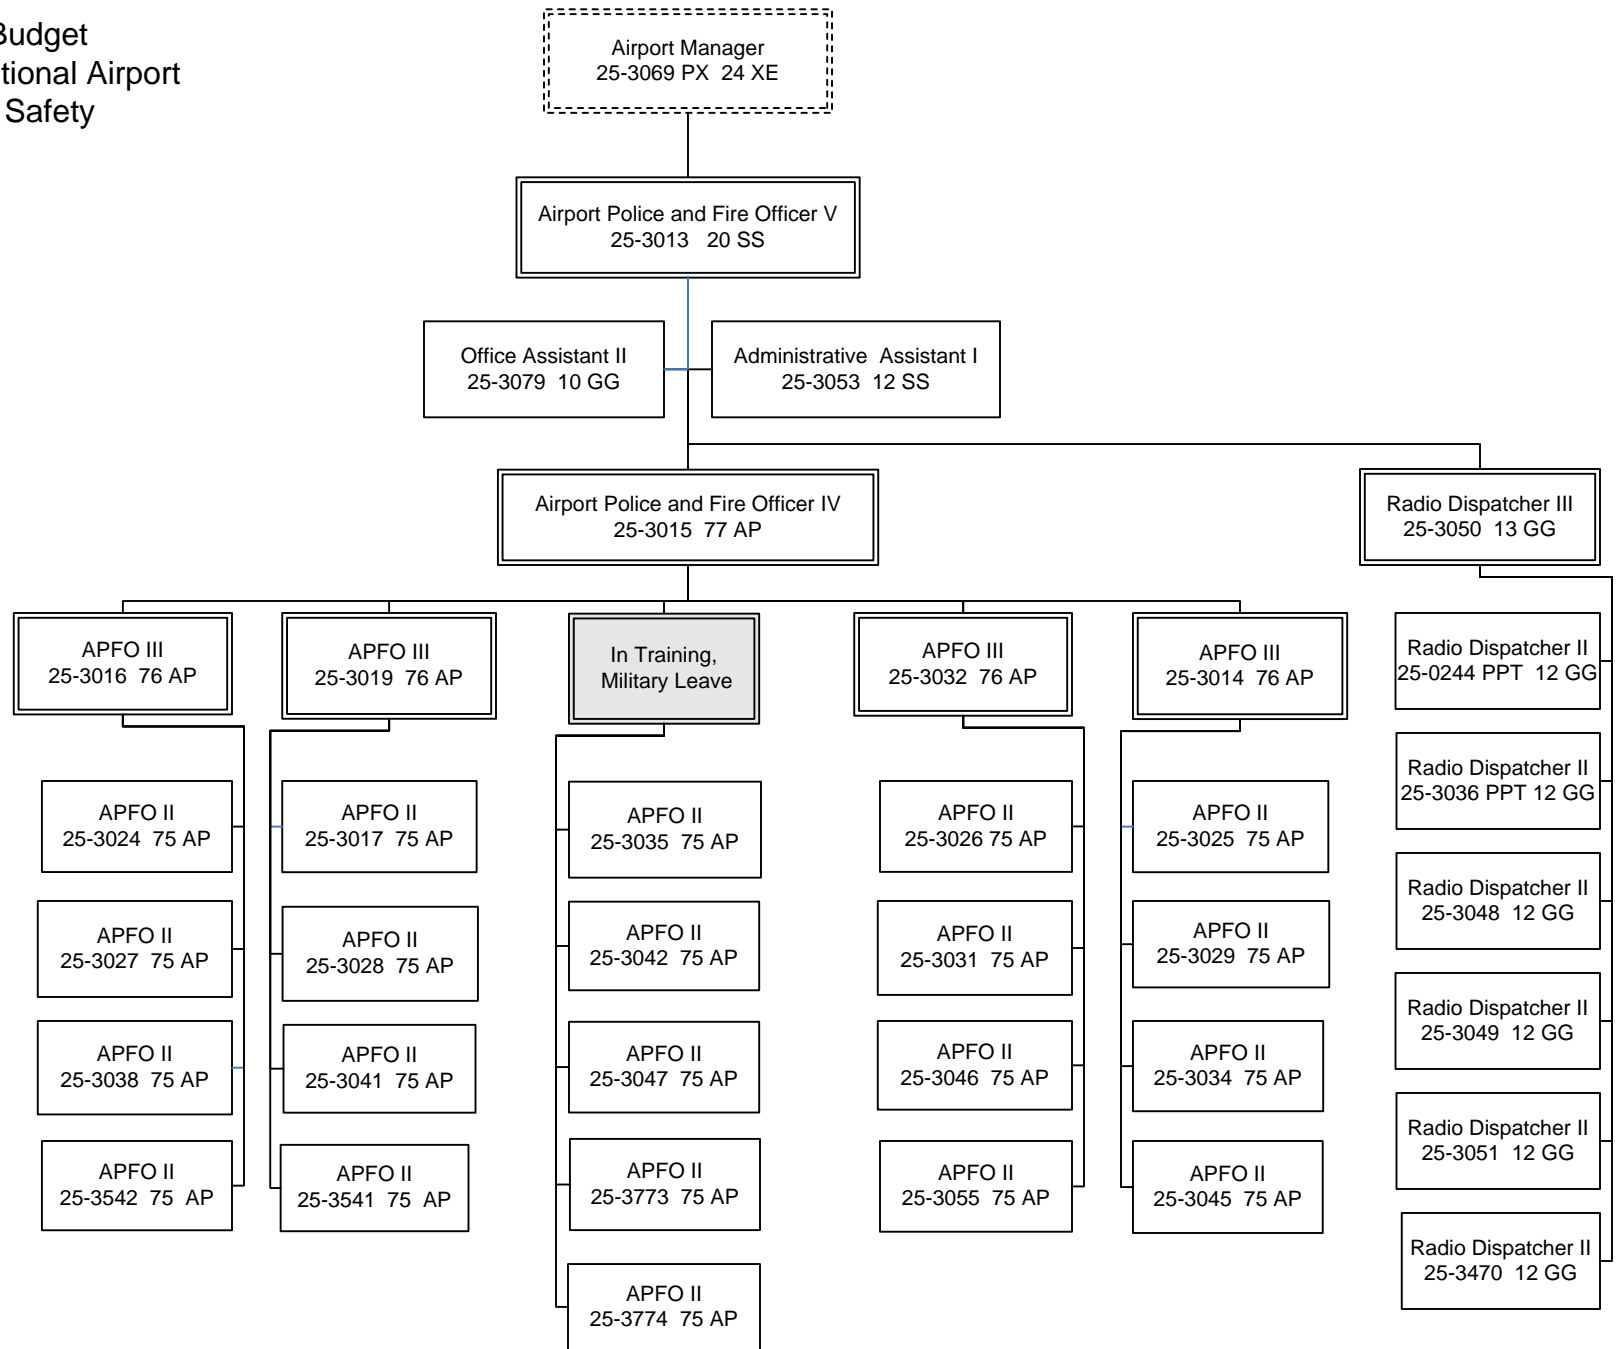 Budget
tional Airport
Safety
Airport Manager
25-3069 PX 24 XE
Airport Police and Fire Officer V
25-3013 20 SS
Office Assistant II
25-3079 10 GG
Administrative Assistant I
25-3053 12 SS
Airport Police and Fire Officer IV
25-3015 77 AP
Radio Dispatcher III
25-3050 13 GG
APFO III
25-3016 76 AP
APFO III
25-3019 76 AP
In Training,
Military Leave
APFO III
25-3032 76 AP
APFO III
25-3014 76 AP
Radio Dispatcher II
25-0244 PPT 12 GG
APFO II
25-3024 75 AP
APFO II
25-3017 75 AP
APFO II
25-3035 75 AP
APFO II
25-3026 75 AP
APFO II
25-3025 75 AP
Radio Dispatcher II
25-3036 PPT 12 GG
APFO II
25-3027 75 AP
APFO II
25-3028 75 AP
APFO II
25-3042 75 AP
APFO II
25-3031 75 AP
APFO II
25-3029 75 AP
Radio Dispatcher II
25-3048 12 GG
APFO II
25-3038 75 AP
APFO II
25-3041 75 AP
APFO II
25-3047 75 AP
APFO II
25-3046 75 AP
APFO II
25-3034 75 AP
Radio Dispatcher II
25-3049 12 GG
APFO II
25-3542 75 AP
APFO II
25-3541 75 AP
APFO II
25-3773 75 AP
APFO II
25-3055 75 AP
APFO II
25-3045 75 AP
Radio Dispatcher II
25-3051 12 GG
APFO II
25-3774 75 AP
Radio Dispatcher II
25-3470 12 GG